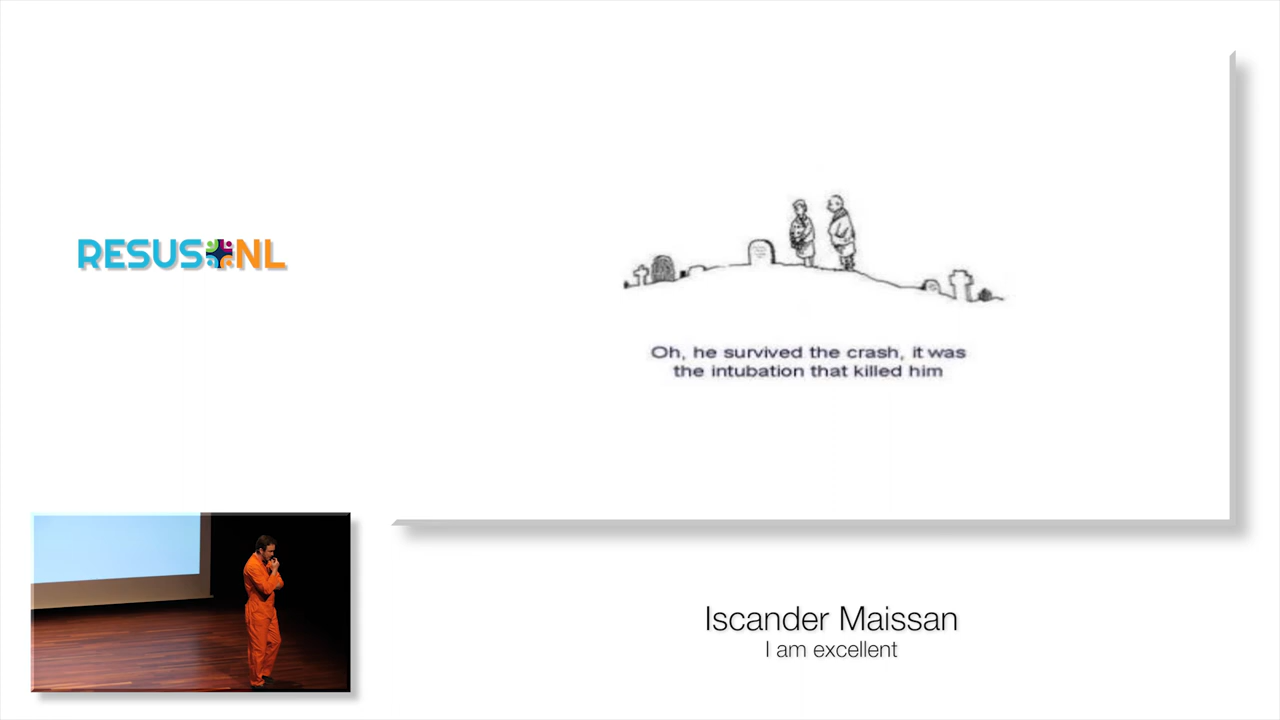 RESUS NL
Oh, he survived the crash, it was
the intubation that killed him
Iscander Maissan
I am excellent